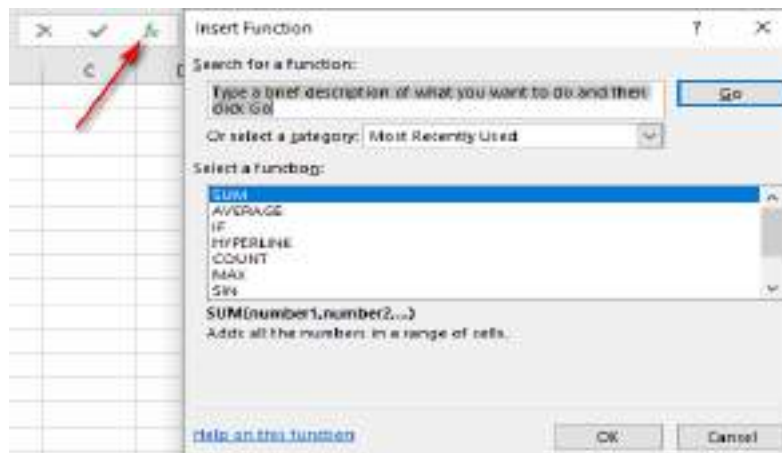 fx
Insert Function
?
C
Search for a function:
Type a brief description of what you want to do and then
click Go
Go
Or select a category: Most Recently Used
Select a function:
SUM
AVERAGE
IF
HYPERLINK
COUNT
MAX
SIN
SUM(number1,number2,...)
Adds all the numbers in a range of cells.
Help on this function
OK
Cancel